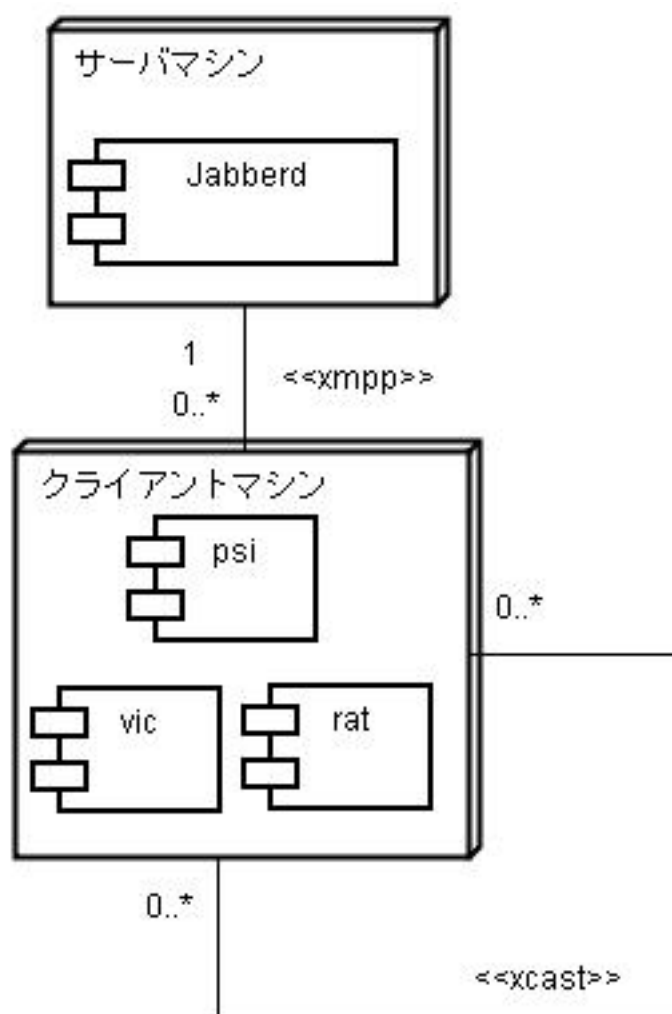 サーバマシン
Jabberd
1
<<xmpp>>
0..*
クライアントマシン
psi
0..*
vic
rat
0..*
<<xcast>>